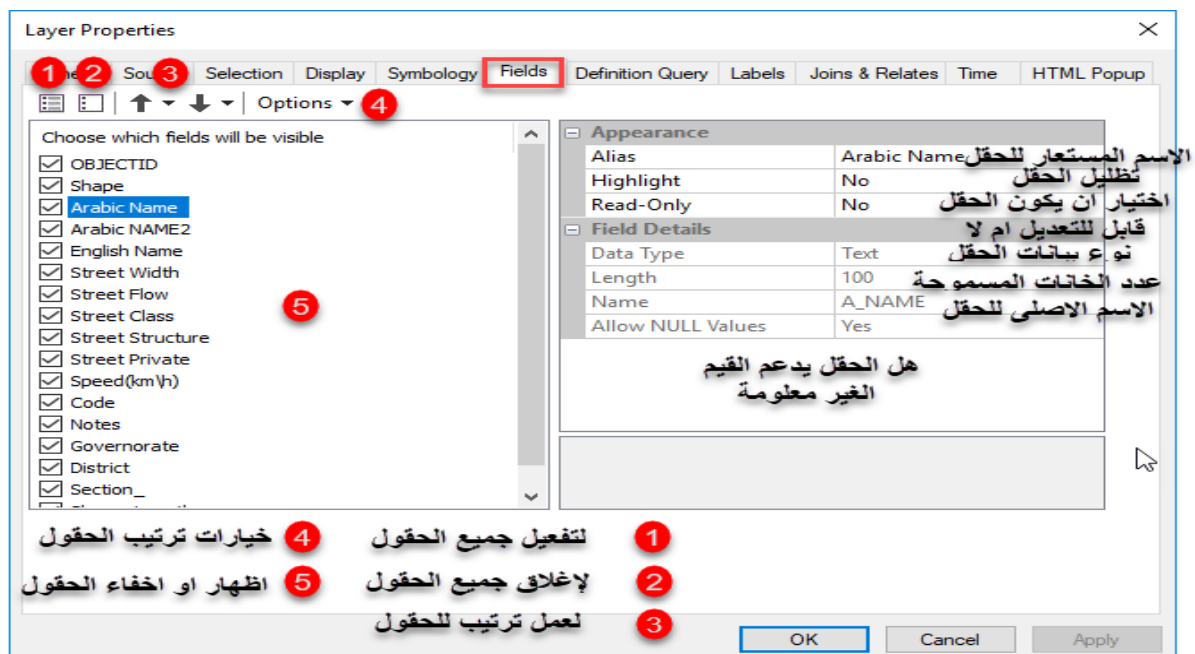 Layer Properties
1 2 3 Selection Display Symbology Fields Definition Query Labels Joins & Relates Time HTML Popup
Options 4
Choose which fields will be visible
OBJECTID
Shape
Arabic Name
Arabic NAME2
English Name
Street Width
Street Flow
Street Class
Street Structure
Street Private
Speed(km\h)
Code
Notes
Governorate
District
Section_
5
Appearance
Alias Arabic Name الاسم المستعار للحقل
Highlight No تظليل الحقل
Read-Only No اختيار ان يكون الحقل
Field Details قابل للتعديل ام لا
Data Type Text نوع بيانات الحقل
Length 100 عدد الخانات المسموحة
Name A_NAME الاسم الاصلى للحقل
Allow NULL Values Yes
هل الحقل يدعم القيم
الغير معلومة
1 لتفعيل جميع الحقول
2 لإغلاق جميع الحقول
3 لعمل ترتيب للحقول
4 خيارات ترتيب الحقول
5 اظهار او اخفاء الحقول
OK Cancel Apply